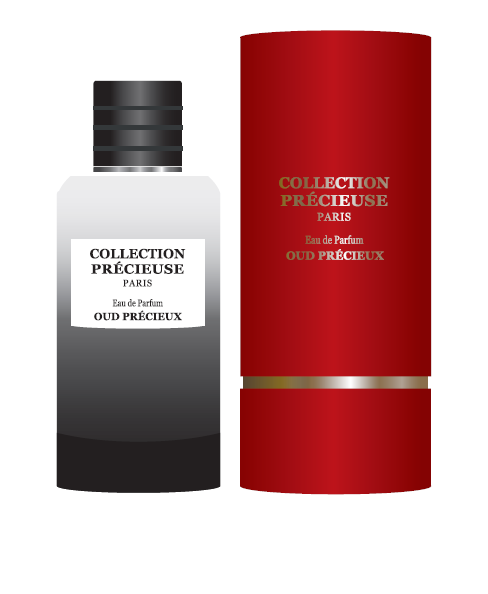 COLLECTION
PRÉCIEUSE
PARIS
Eau de Parfum
OUD PRÉCIEUX
COLLECTION
PRÉCIEUSE
PARIS
Eau de Parfum
OUD PRÉCIEUX